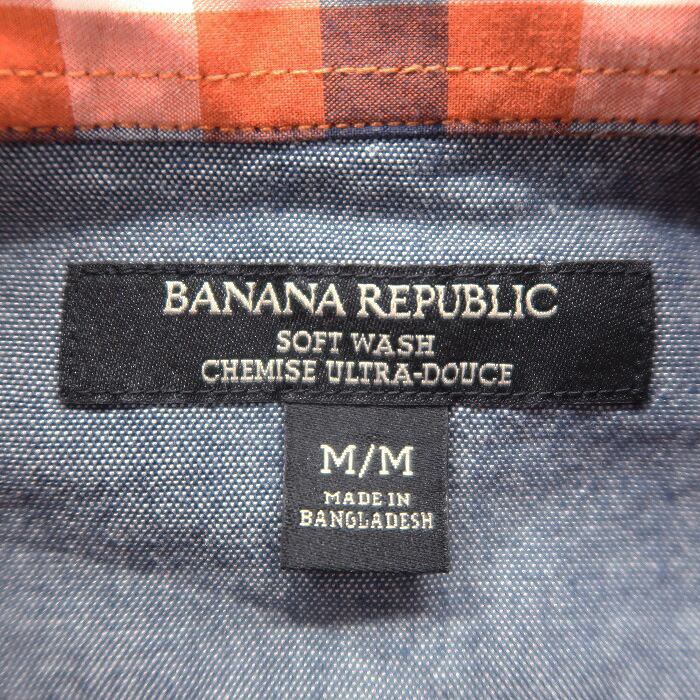 BANANA REPUBLIC
SOFT WASH
CHEMISE ULTRA-DOUCE
M/M
MADE IN
BANGLADESH